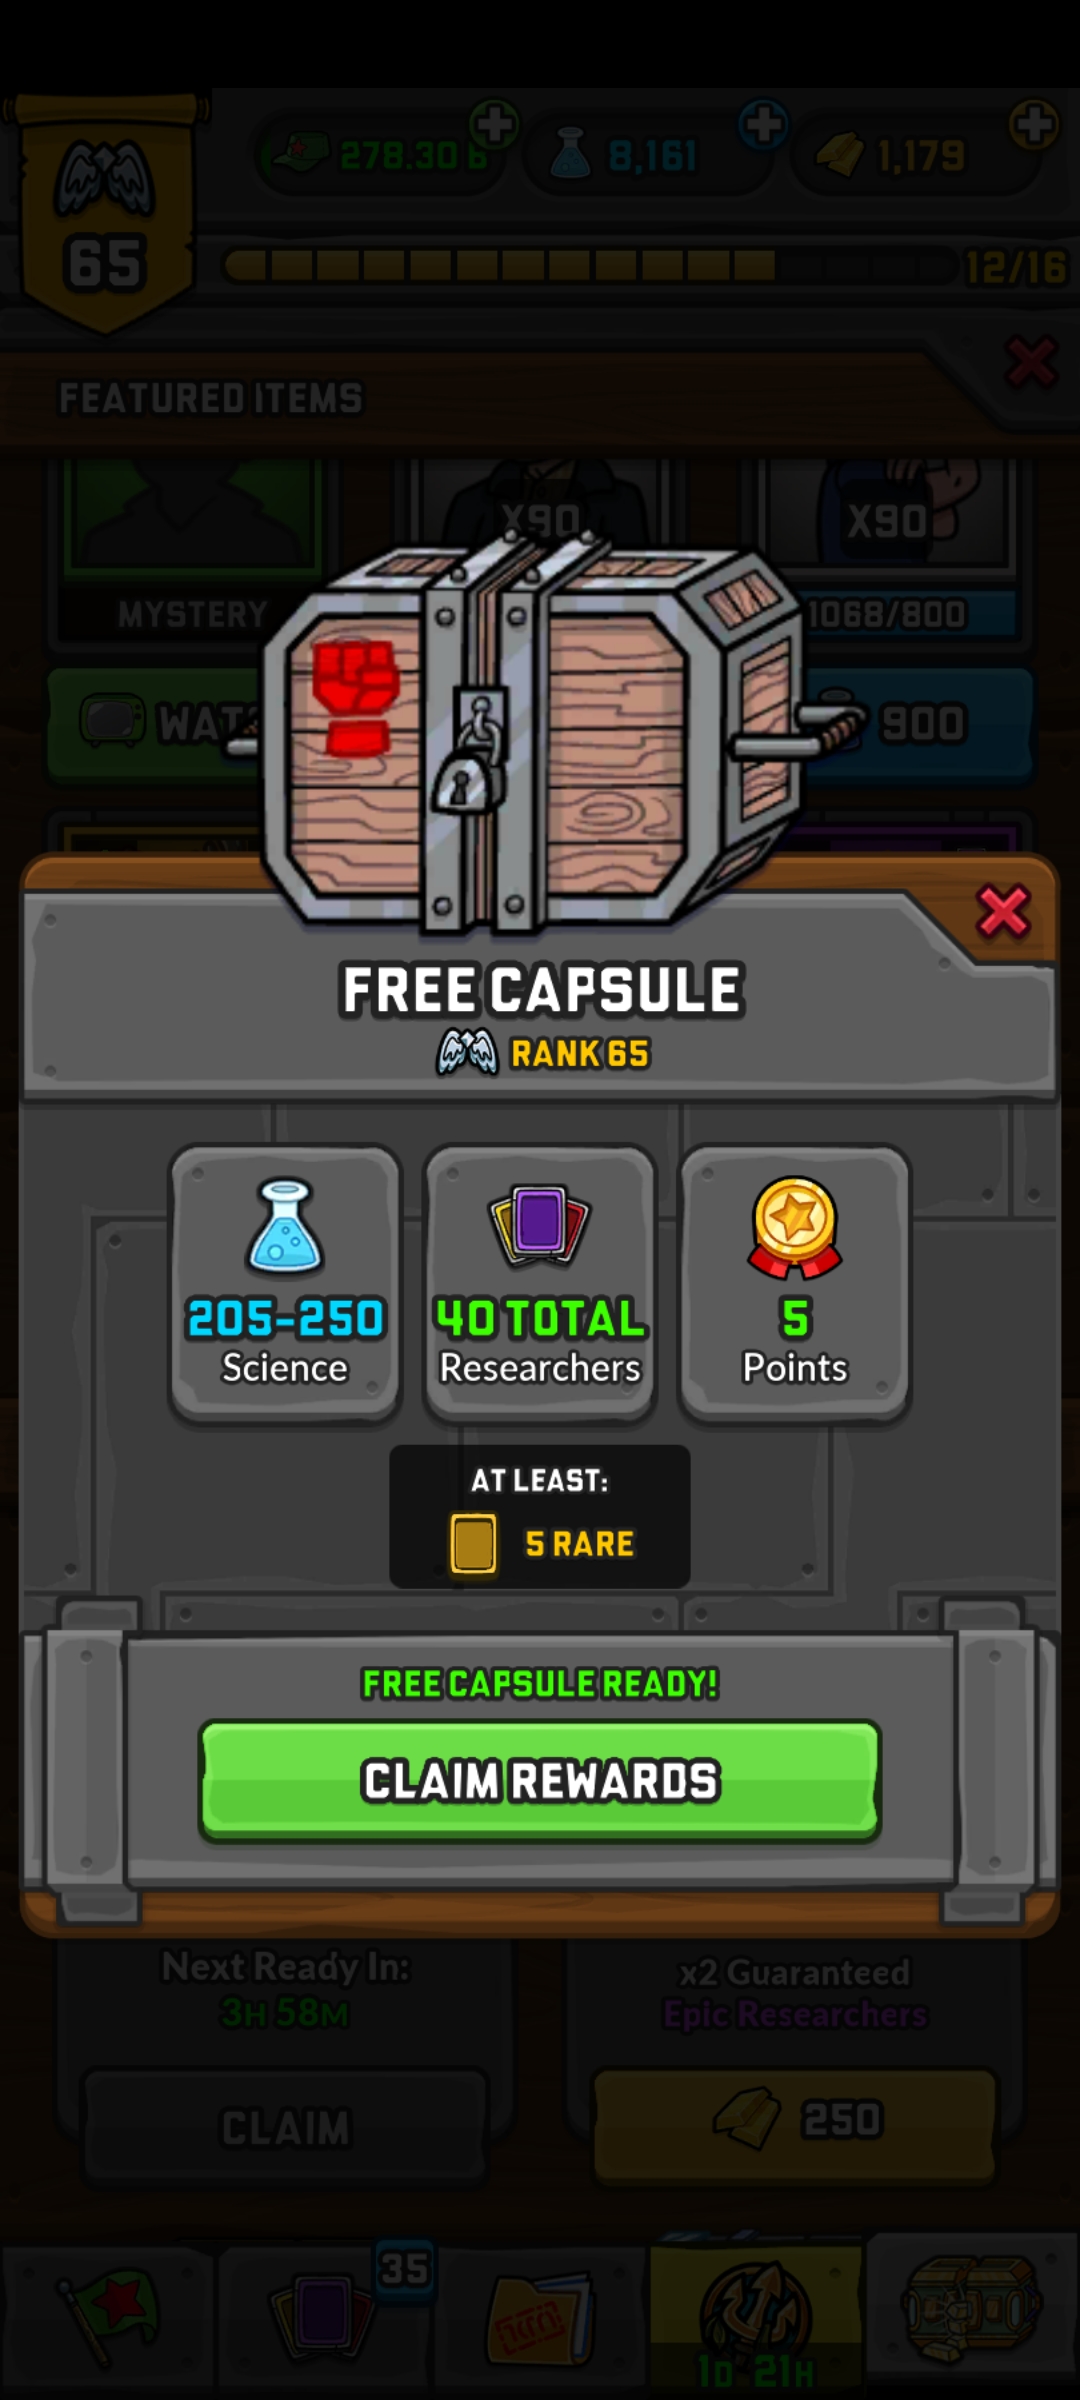 278.30 b
8,161
1,179
65
12/16
FEATURED ITEMS
X90
X90
MYSTERY
1068/800
WAT
900
FREE CAPSULE
RANK 65
205-250
Science
40 TOTAL
Researchers
5
Points
AT LEAST:
5 RARE
FREE CAPSULE READY!
CLAIM REWARDS
Next Ready In:
3H 58M
x2 Guaranteed
Epic Researchers
CLAIM
250
35
1D 21H